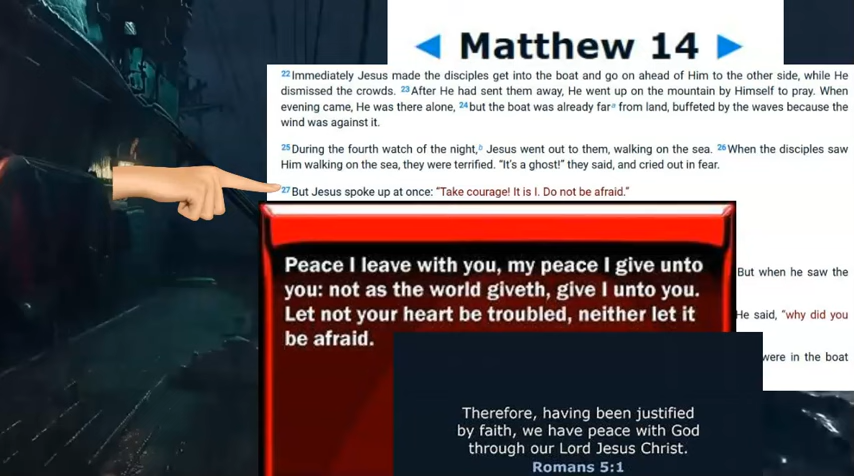 Matthew 14
22 Immediately Jesus made the disciples get into the boat and go on ahead of Him to the other side, while He
dismissed the crowds. 23 After He had sent them away, He went up on the mountain by Himself to pray. When
evening came, He was there alone, 24 but the boat was already far a from land, buffeted by the waves because the
wind was against it.
25 During the fourth watch of the night, b Jesus went out to them, walking on the sea. 26 When the disciples saw
Him walking on the sea, they were terrified. “It’s a ghost!” they said, and cried out in fear.
27 But Jesus spoke up at once: “Take courage! It is I. Do not be afraid.”
But when he saw the
He said, “why did you
were in the boat
Peace I leave with you, my peace I give unto
you: not as the world giveth, give I unto you.
Let not your heart be troubled, neither let it
be afraid.
Therefore, having been justified
by faith, we have peace with God
through our Lord Jesus Christ.
Romans 5:1